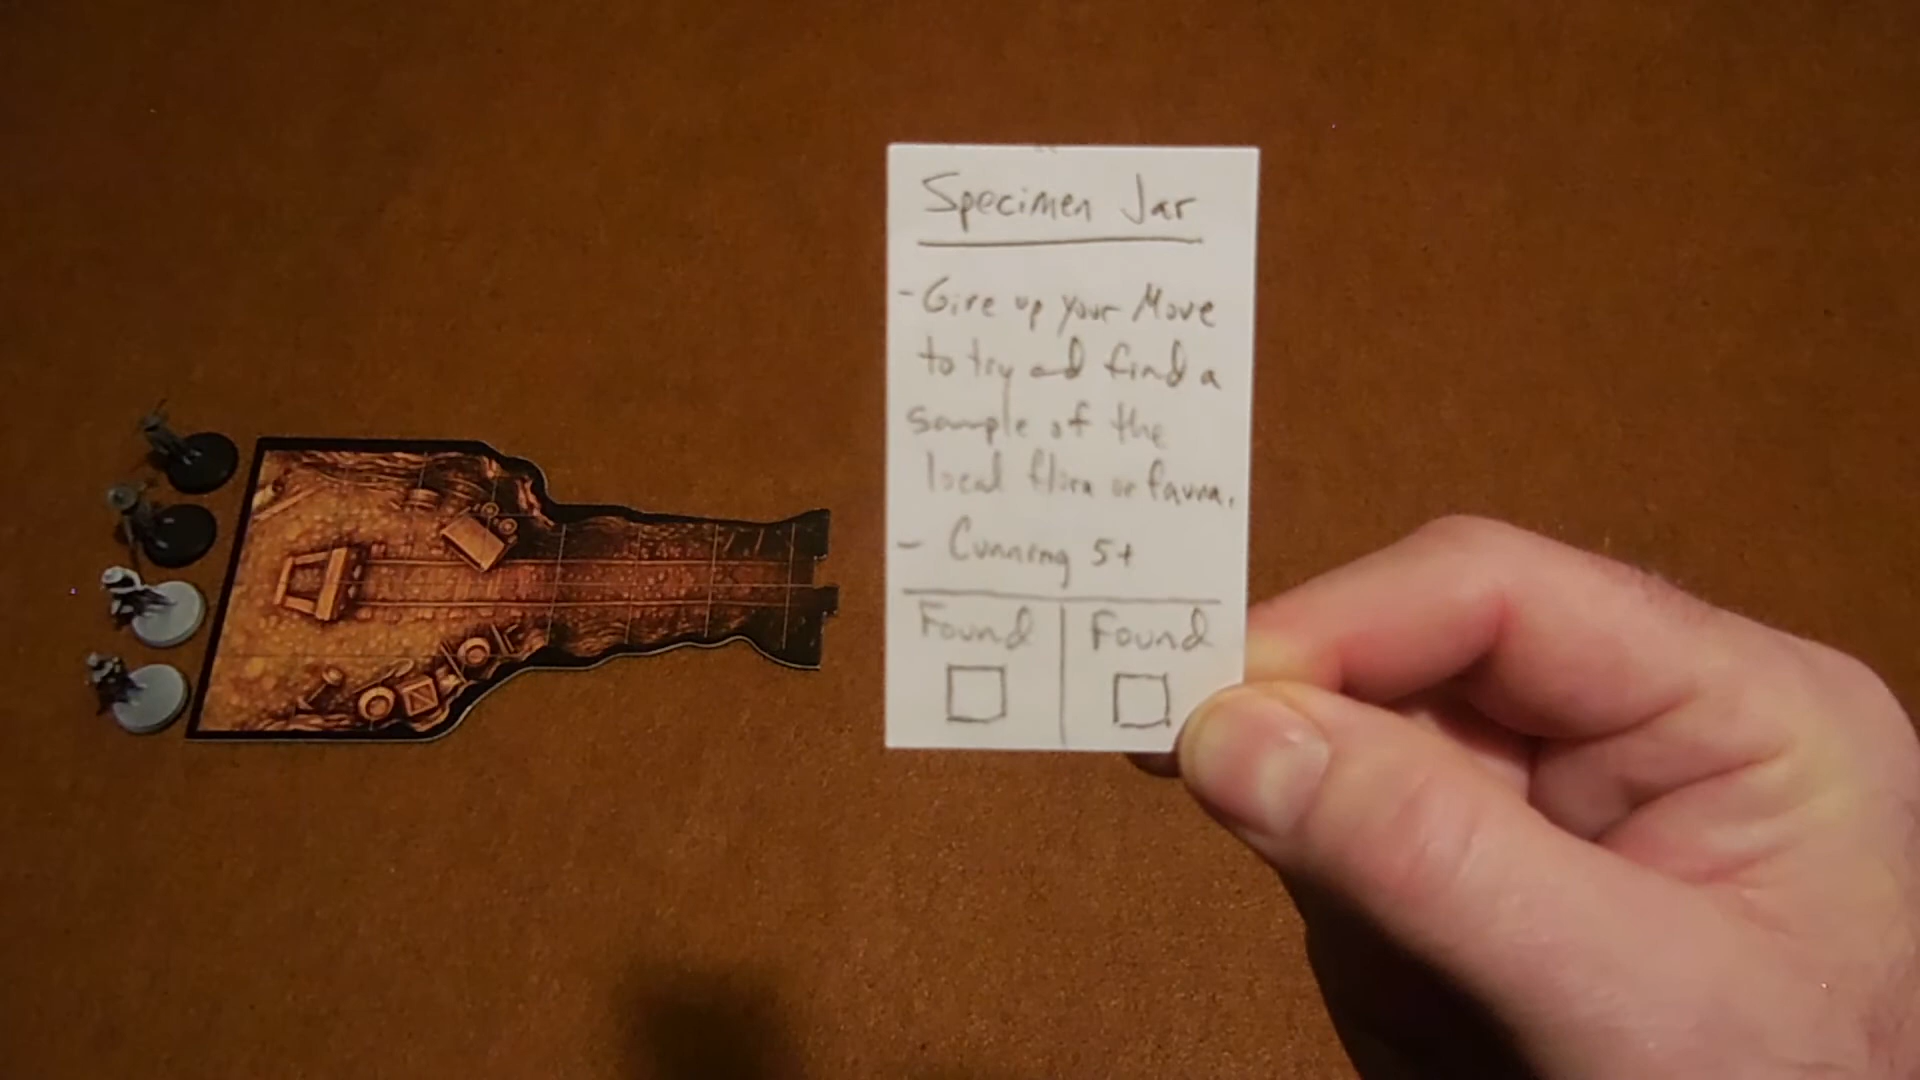 Specimen Jar
- Give up your Move
to try and find a
sample of the
local flora or fauna.
- Cunning 5+
Found Found